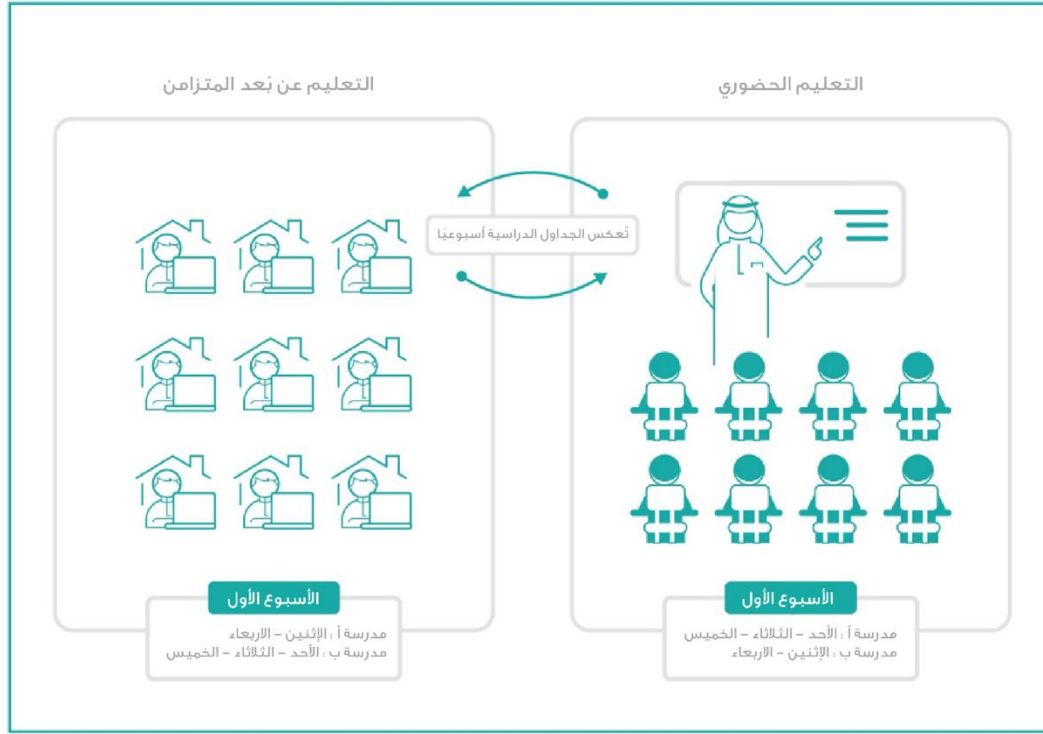 التعليم الحضوري
التعليم عن بُعد المتزامن
تُعكس الجداول الدراسية أسبوعيًا
الأسبوع الأول
مدرسة أ : الأحد – الثلاثاء – الخميس
مدرسة ب : الإثنين – الاربعاء
الأسبوع الأول
مدرسة أ : الإثنين – الاربعاء
مدرسة ب : الأحد – الثلاثاء – الخميس